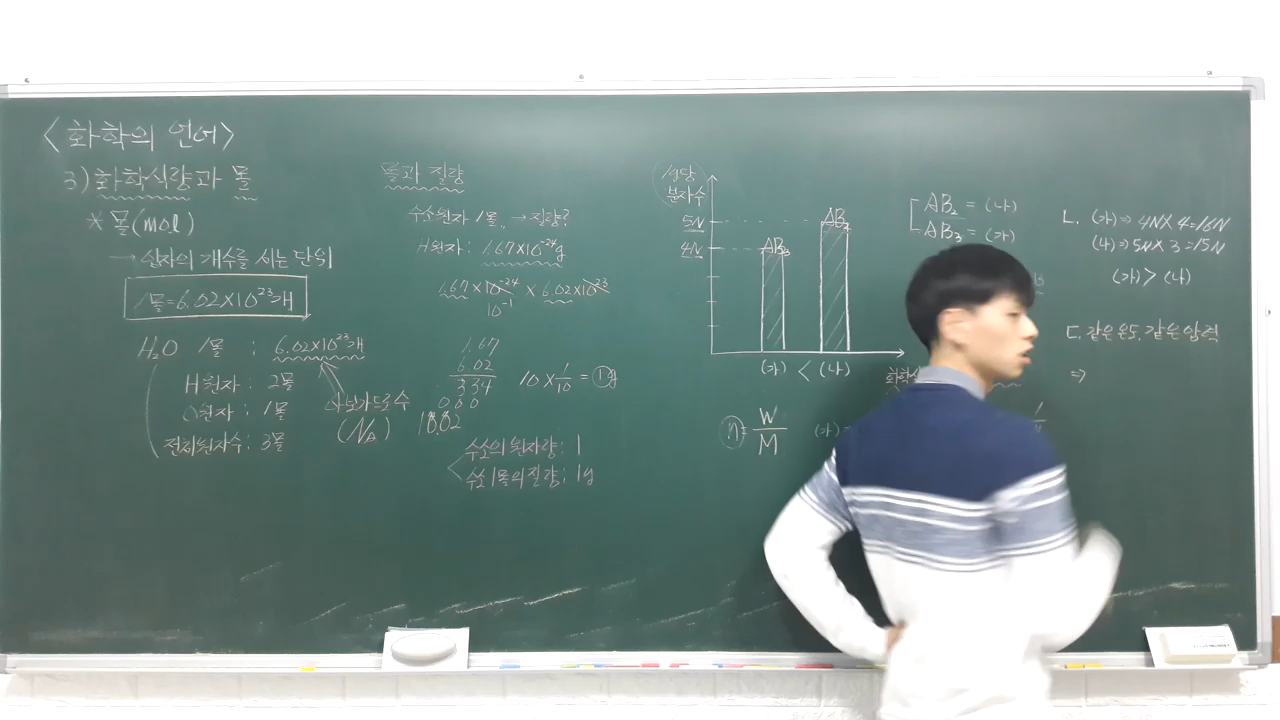 <화학의 언어>
3) 화학식량과 몰
* 몰(mol)
→ 입자의 개수를 세는 단위
1몰=6.02×10²³개
H₂O 1몰 : 6.02×10²³개
H원자 : 2몰
O원자 : 1몰
전체원자수 : 3몰
아보가드로수
(N_A)
몰과 질량
수소원자 1몰 → 질량?
H원자 : 1.67×10⁻²⁴g
1.67×10⁻²⁴ × 6.02×10²³
10⁻¹
1.67
6.02
334
000
1002
10 × 1/10 = 1g
수소의 원자량 : 1
수소 1몰의 질량 : 1g
1g당
분자수
5N
4N
AB₃
AB₂
(가) < (나)
n = W/M
(가)
AB₂ = (나)
AB₃ = (가)
ㄴ. (가) ⇒ 4N×4=16N
(나) ⇒ 5N×3=15N
(가) > (나)
ㄷ. 같은 온도, 같은 압력
⇒